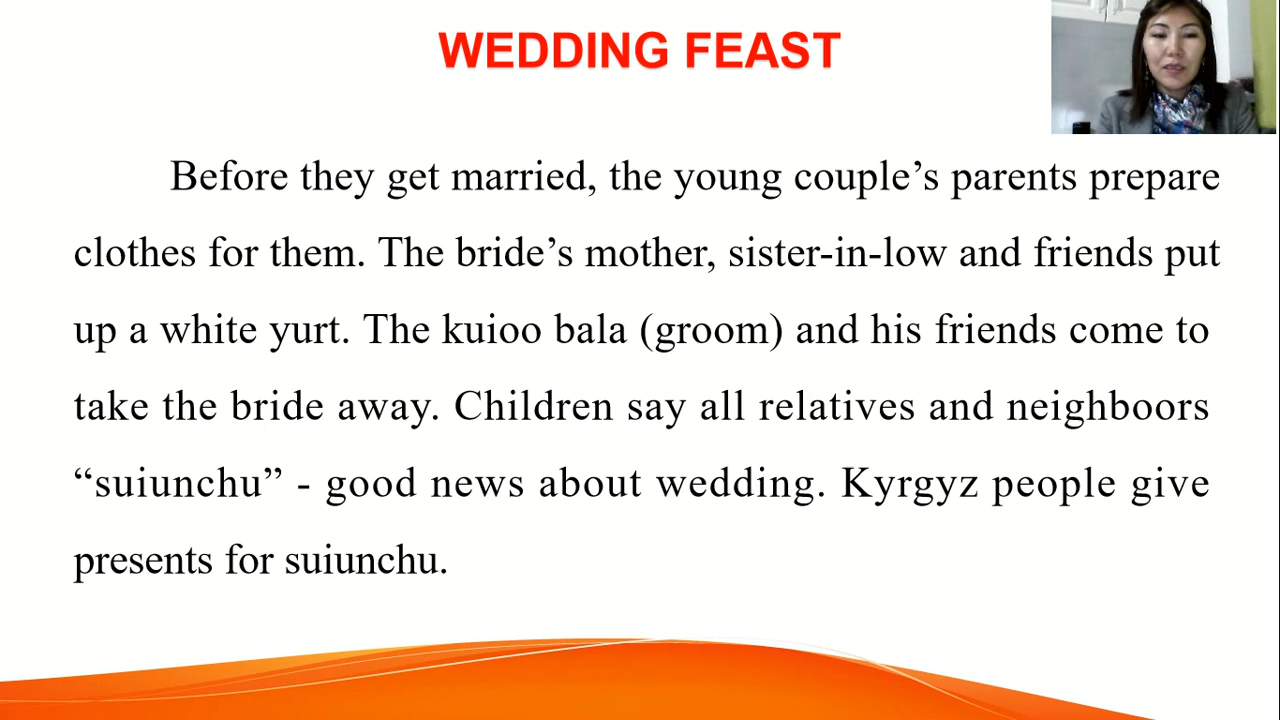 WEDDING FEAST
Before they get married, the young couple’s parents prepare
clothes for them. The bride’s mother, sister-in-low and friends put
up a white yurt. The kuioo bala (groom) and his friends come to
take the bride away. Children say all relatives and neighboors
“suiunchu” - good news about wedding. Kyrgyz people give
presents for suiunchu.